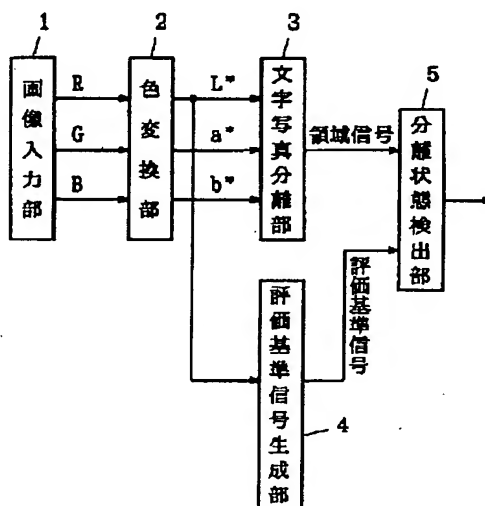 1
画像入力部
R
G
B
2
色変換部
L*
a*
b*
3
文字写真分離部
領域信号
5
分離状態検出部
評価基準信号
評価基準信号生成部
4